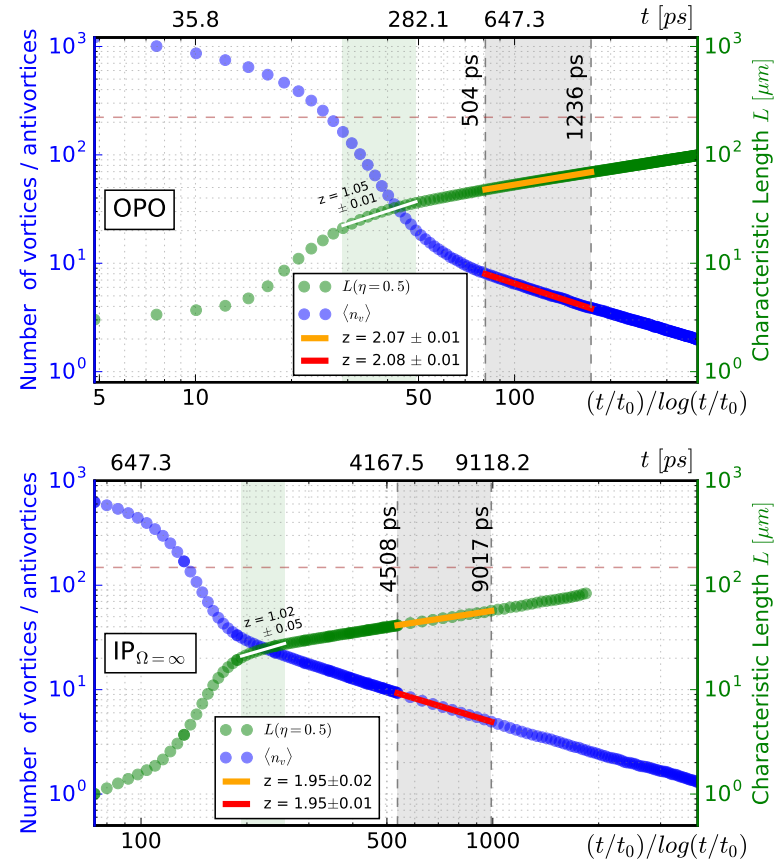 35.8 282.1 647.3 t [ps]
10³ 10³
504 ps
1236 ps
10² 10²
z = 1.05
± 0.01
OPO
10¹ 10¹
L(η=0.5)
⟨n_v⟩
z = 2.07 ± 0.01
z = 2.08 ± 0.01
10⁰ 10⁰
Number of vortices / antivortices
Characteristic Length L [μm]
5 10 50 100 (t/t₀)/log(t/t₀)
647.3 4167.5 9118.2 t [ps]
10³ 10³
4508 ps
9017 ps
10² 10²
z = 1.02
± 0.05
IP_Ω=∞
10¹ 10¹
L(η=0.5)
⟨n_v⟩
z = 1.95±0.02
z = 1.95±0.01
10⁰ 10⁰
Number of vortices / antivortices
Characteristic Length L [μm]
100 500 1000 (t/t₀)/log(t/t₀)